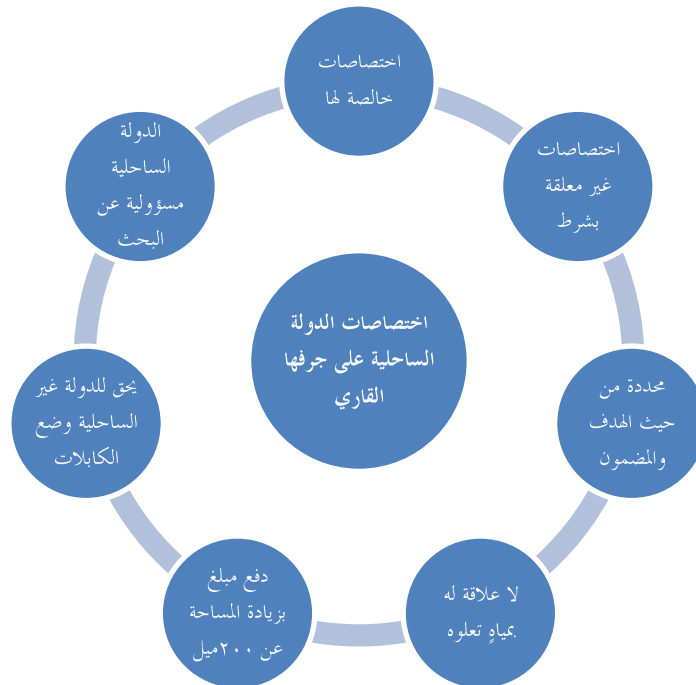 اختصاصات الدولة
الساحلية على جرفها
القاري
اختصاصات
خالصة لها
اختصاصات
غير معلقة
بشرط
محددة من
حيث الهدف
والمضمون
لا علاقة له
بمياهٍ تعلوه
دفع مبلغ
بزيادة المساحة
عن ٢٠٠ميل
يحق للدولة غير
الساحلية وضع
الكابلات
الدولة
الساحلية
مسؤولية عن
البحث